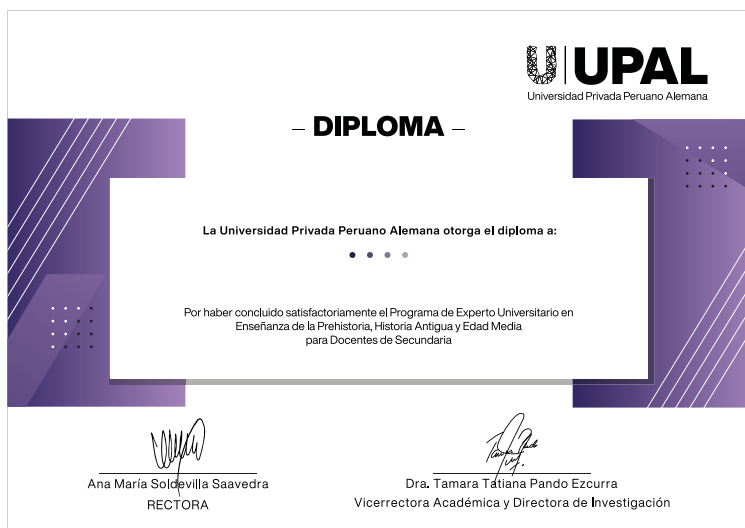 UPAL
Universidad Privada Peruano Alemana
– DIPLOMA –
La Universidad Privada Peruano Alemana otorga el diploma a:
Por haber concluido satisfactoriamente el Programa de Experto Universitario en
Enseñanza de la Prehistoria, Historia Antigua y Edad Media
para Docentes de Secundaria
Ana María Soldevilla Saavedra
RECTORA
Dra. Tamara Tatiana Pando Ezcurra
Vicerrectora Académica y Directora de Investigación